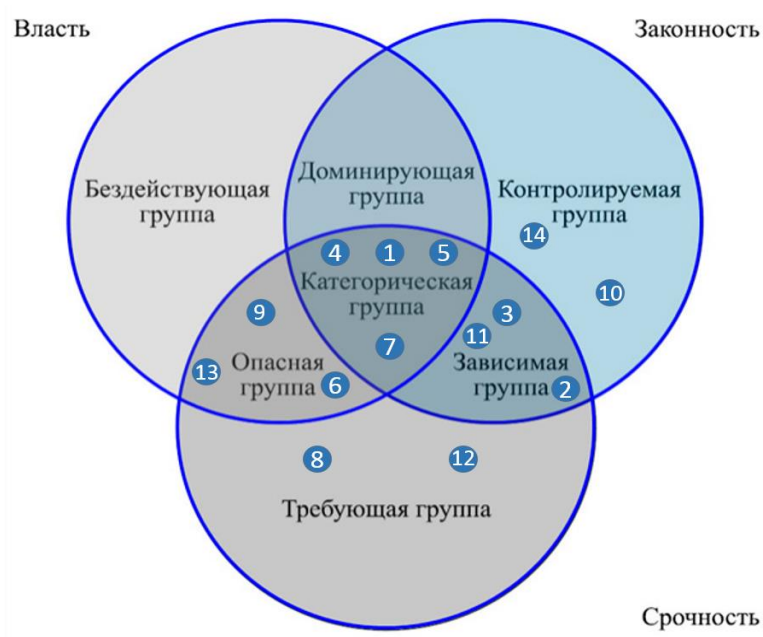 Власть
Законность
Доминирующая
группа
Бездействующая
группа
Контролируемая
группа
14
4
1
5
Категорическая
группа
10
9
3
11
7
Опасная
группа
Зависимая
группа
13
6
2
8
12
Требующая группа
Срочность